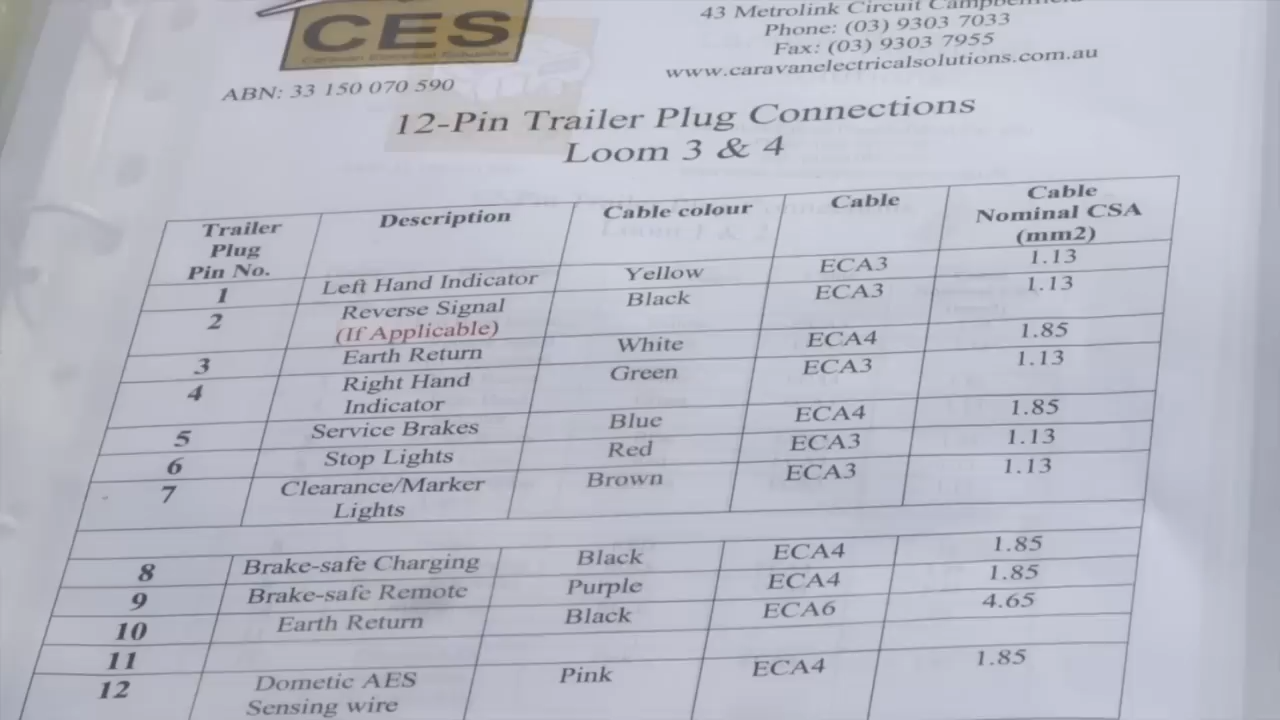 CES
43 Metrolink Circuit
Phone: (03) 9303 7033
Fax: (03) 9303 7955
www.caravanelectricalsolutions.com.au
ABN: 33 150 070 590
12-Pin Trailer Plug Connections
Loom 3 & 4
Trailer Plug Pin No. Description Cable colour Cable Cable Nominal CSA (mm2)
1 Left Hand Indicator Yellow ECA3 1.13
2 Reverse Signal (If Applicable) Black ECA3 1.13
3 Earth Return White ECA4 1.85
4 Right Hand Indicator Green ECA3 1.13
5 Service Brakes Blue ECA4 1.85
6 Stop Lights Red ECA3 1.13
7 Clearance/Marker Lights Brown ECA3 1.13
8 Brake-safe Charging Black ECA4 1.85
9 Brake-safe Remote Purple ECA4 1.85
10 Earth Return Black ECA6 4.65
11
12 Dometic AES Sensing wire Pink ECA4 1.85